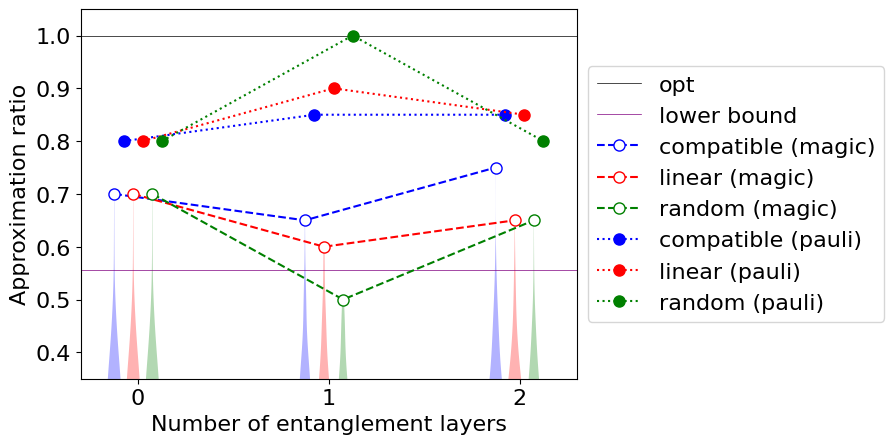 1.0
0.9
0.8
0.7
0.6
0.5
0.4
Approximation ratio
0
1
2
Number of entanglement layers
opt
lower bound
compatible (magic)
linear (magic)
random (magic)
compatible (pauli)
linear (pauli)
random (pauli)